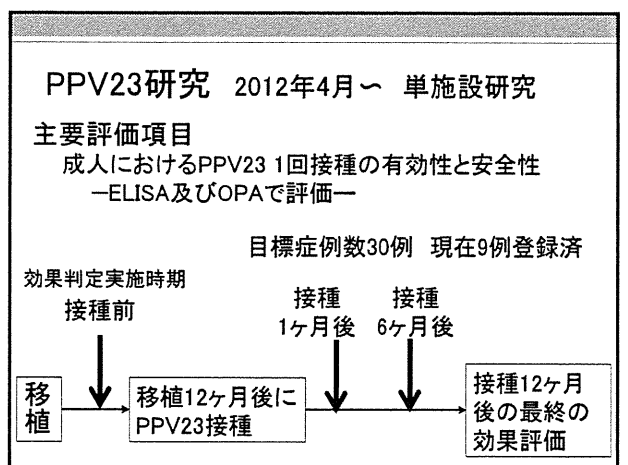 PPV23研究 2012年4月〜 単施設研究
主要評価項目
成人におけるPPV23 1回接種の有効性と安全性
―ELISA及びOPAで評価―
目標症例数30例 現在9例登録済
効果判定実施時期
接種前
接種
1ヶ月後
接種
6ヶ月後
移植
移植12ヶ月後に
PPV23接種
接種12ヶ月
後の最終の
効果評価